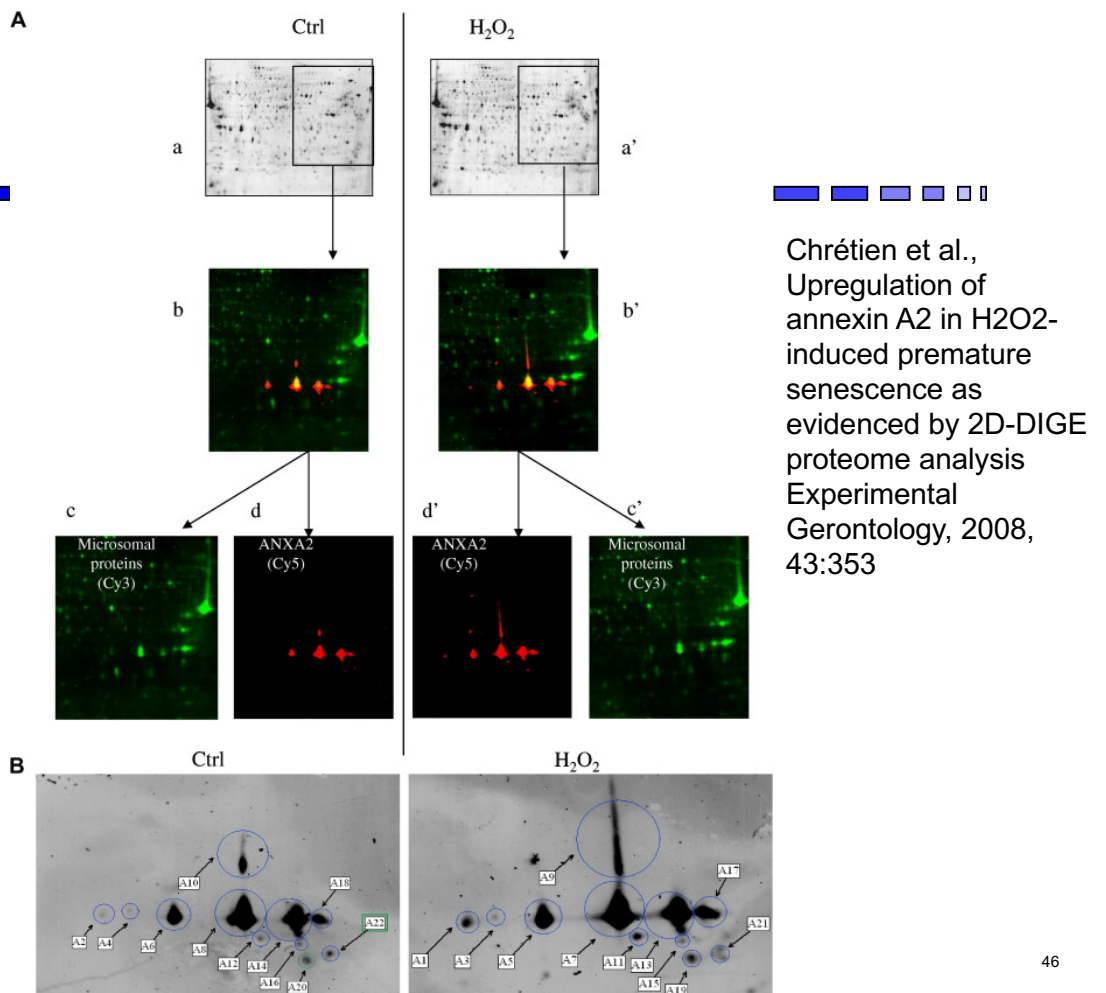 A
Ctrl
H₂O₂
a
a'
b
b'
c
d
d'
c'
Microsomal
proteins
(Cy3)
ANXA2
(Cy5)
ANXA2
(Cy5)
Microsomal
proteins
(Cy3)
Chrétien et al.,
Upregulation of
annexin A2 in H2O2-
induced premature
senescence as
evidenced by 2D-DIGE
proteome analysis
Experimental
Gerontology, 2008,
43:353
B
Ctrl
H₂O₂
A10
A18
A2
A4
A6
A8
A12
A14
A16
A20
A22
A9
A17
A1
A3
A5
A7
A11
A13
A15
A19
A21
46